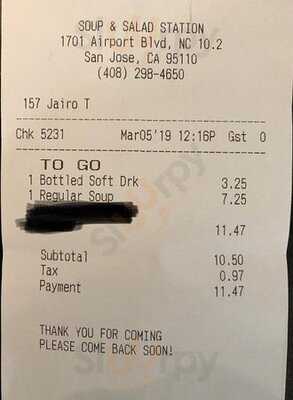 SOUP & SALAD STATION
1701 Airport Blvd, NC 10.2
San Jose, CA 95110
(408) 298-4650
157 Jairo T
Chk 5231 Mar05'19 12:16P Gst 0
TO GO
1 Bottled Soft Drk 3.25
1 Regular Soup 7.25
11.47
Subtotal 10.50
Tax 0.97
Payment 11.47
THANK YOU FOR COMING
PLEASE COME BACK SOON!